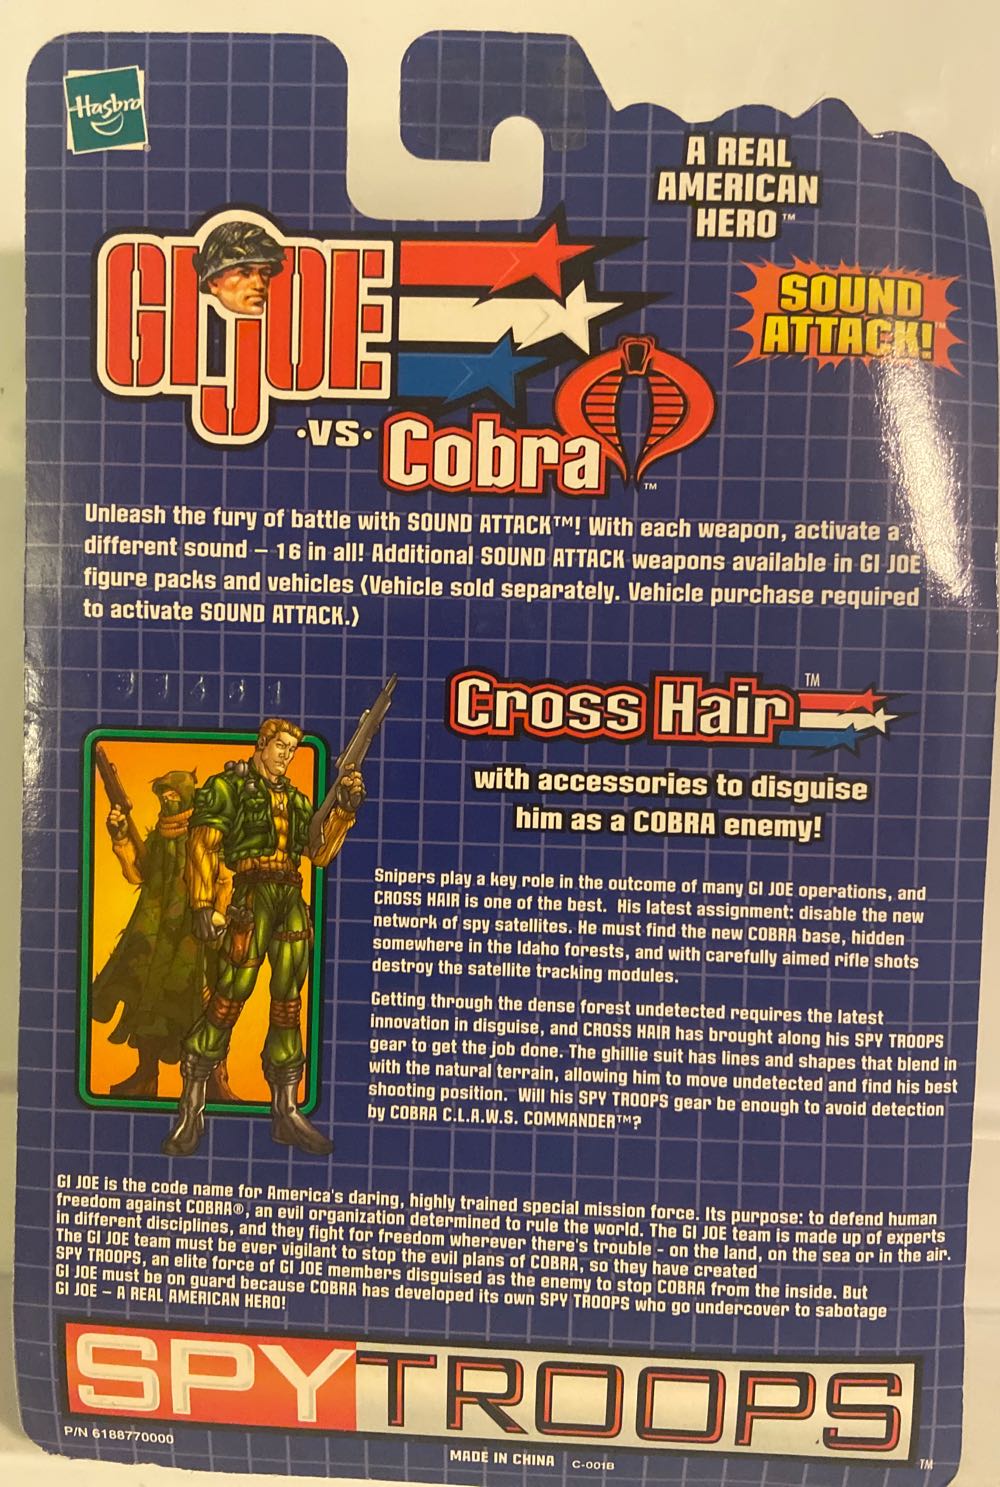 Hasbro
A REAL
AMERICAN
HERO™
GI JOE
·VS· Cobra™
SOUND
ATTACK!™
Unleash the fury of battle with SOUND ATTACK™! With each weapon, activate a
different sound – 16 in all! Additional SOUND ATTACK weapons available in GI JOE
figure packs and vehicles (Vehicle sold separately. Vehicle purchase required
to activate SOUND ATTACK.)
Cross Hair™
with accessories to disguise
him as a COBRA enemy!
Snipers play a key role in the outcome of many GI JOE operations, and
CROSS HAIR is one of the best. His latest assignment: disable the new
network of spy satellites. He must find the new COBRA base, hidden
somewhere in the Idaho forests, and with carefully aimed rifle shots
destroy the satellite tracking modules.
Getting through the dense forest undetected requires the latest
innovation in disguise, and CROSS HAIR has brought along his SPY TROOPS
gear to get the job done. The ghillie suit has lines and shapes that blend in
with the natural terrain, allowing him to move undetected and find his best
shooting position. Will his SPY TROOPS gear be enough to avoid detection
by COBRA C.L.A.W.S. COMMANDER™?
GI JOE is the code name for America's daring, highly trained special mission force. Its purpose: to defend human
freedom against COBRA®, an evil organization determined to rule the world. The GI JOE team is made up of experts
in different disciplines, and they fight for freedom wherever there's trouble - on the land, on the sea or in the air.
The GI JOE team must be ever vigilant to stop the evil plans of COBRA, so they have created
SPY TROOPS, an elite force of GI JOE members disguised as the enemy to stop COBRA from the inside. But
GI JOE must be on guard because COBRA has developed its own SPY TROOPS who go undercover to sabotage
GI JOE – A REAL AMERICAN HERO!
SPYTROOPS™
P/N 6188770000
MADE IN CHINA C-001B